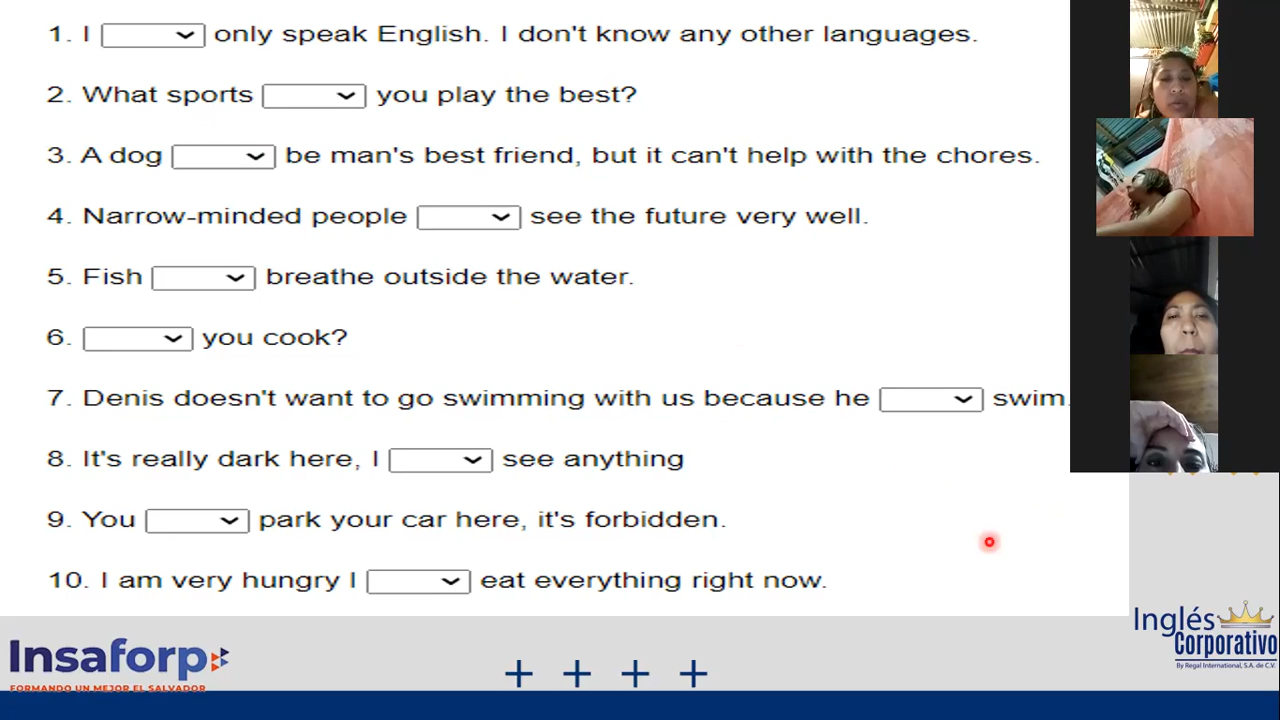 1. I only speak English. I don't know any other languages.
2. What sports you play the best?
3. A dog be man's best friend, but it can't help with the chores.
4. Narrow-minded people see the future very well.
5. Fish breathe outside the water.
6. you cook?
7. Denis doesn't want to go swimming with us because he swim.
8. It's really dark here, I see anything
9. You park your car here, it's forbidden.
10. I am very hungry I eat everything right now.
Insaforp
FORMANDO UN MEJOR EL SALVADOR
Inglés
Corporativo
By Regal International, S.A. de C.V.